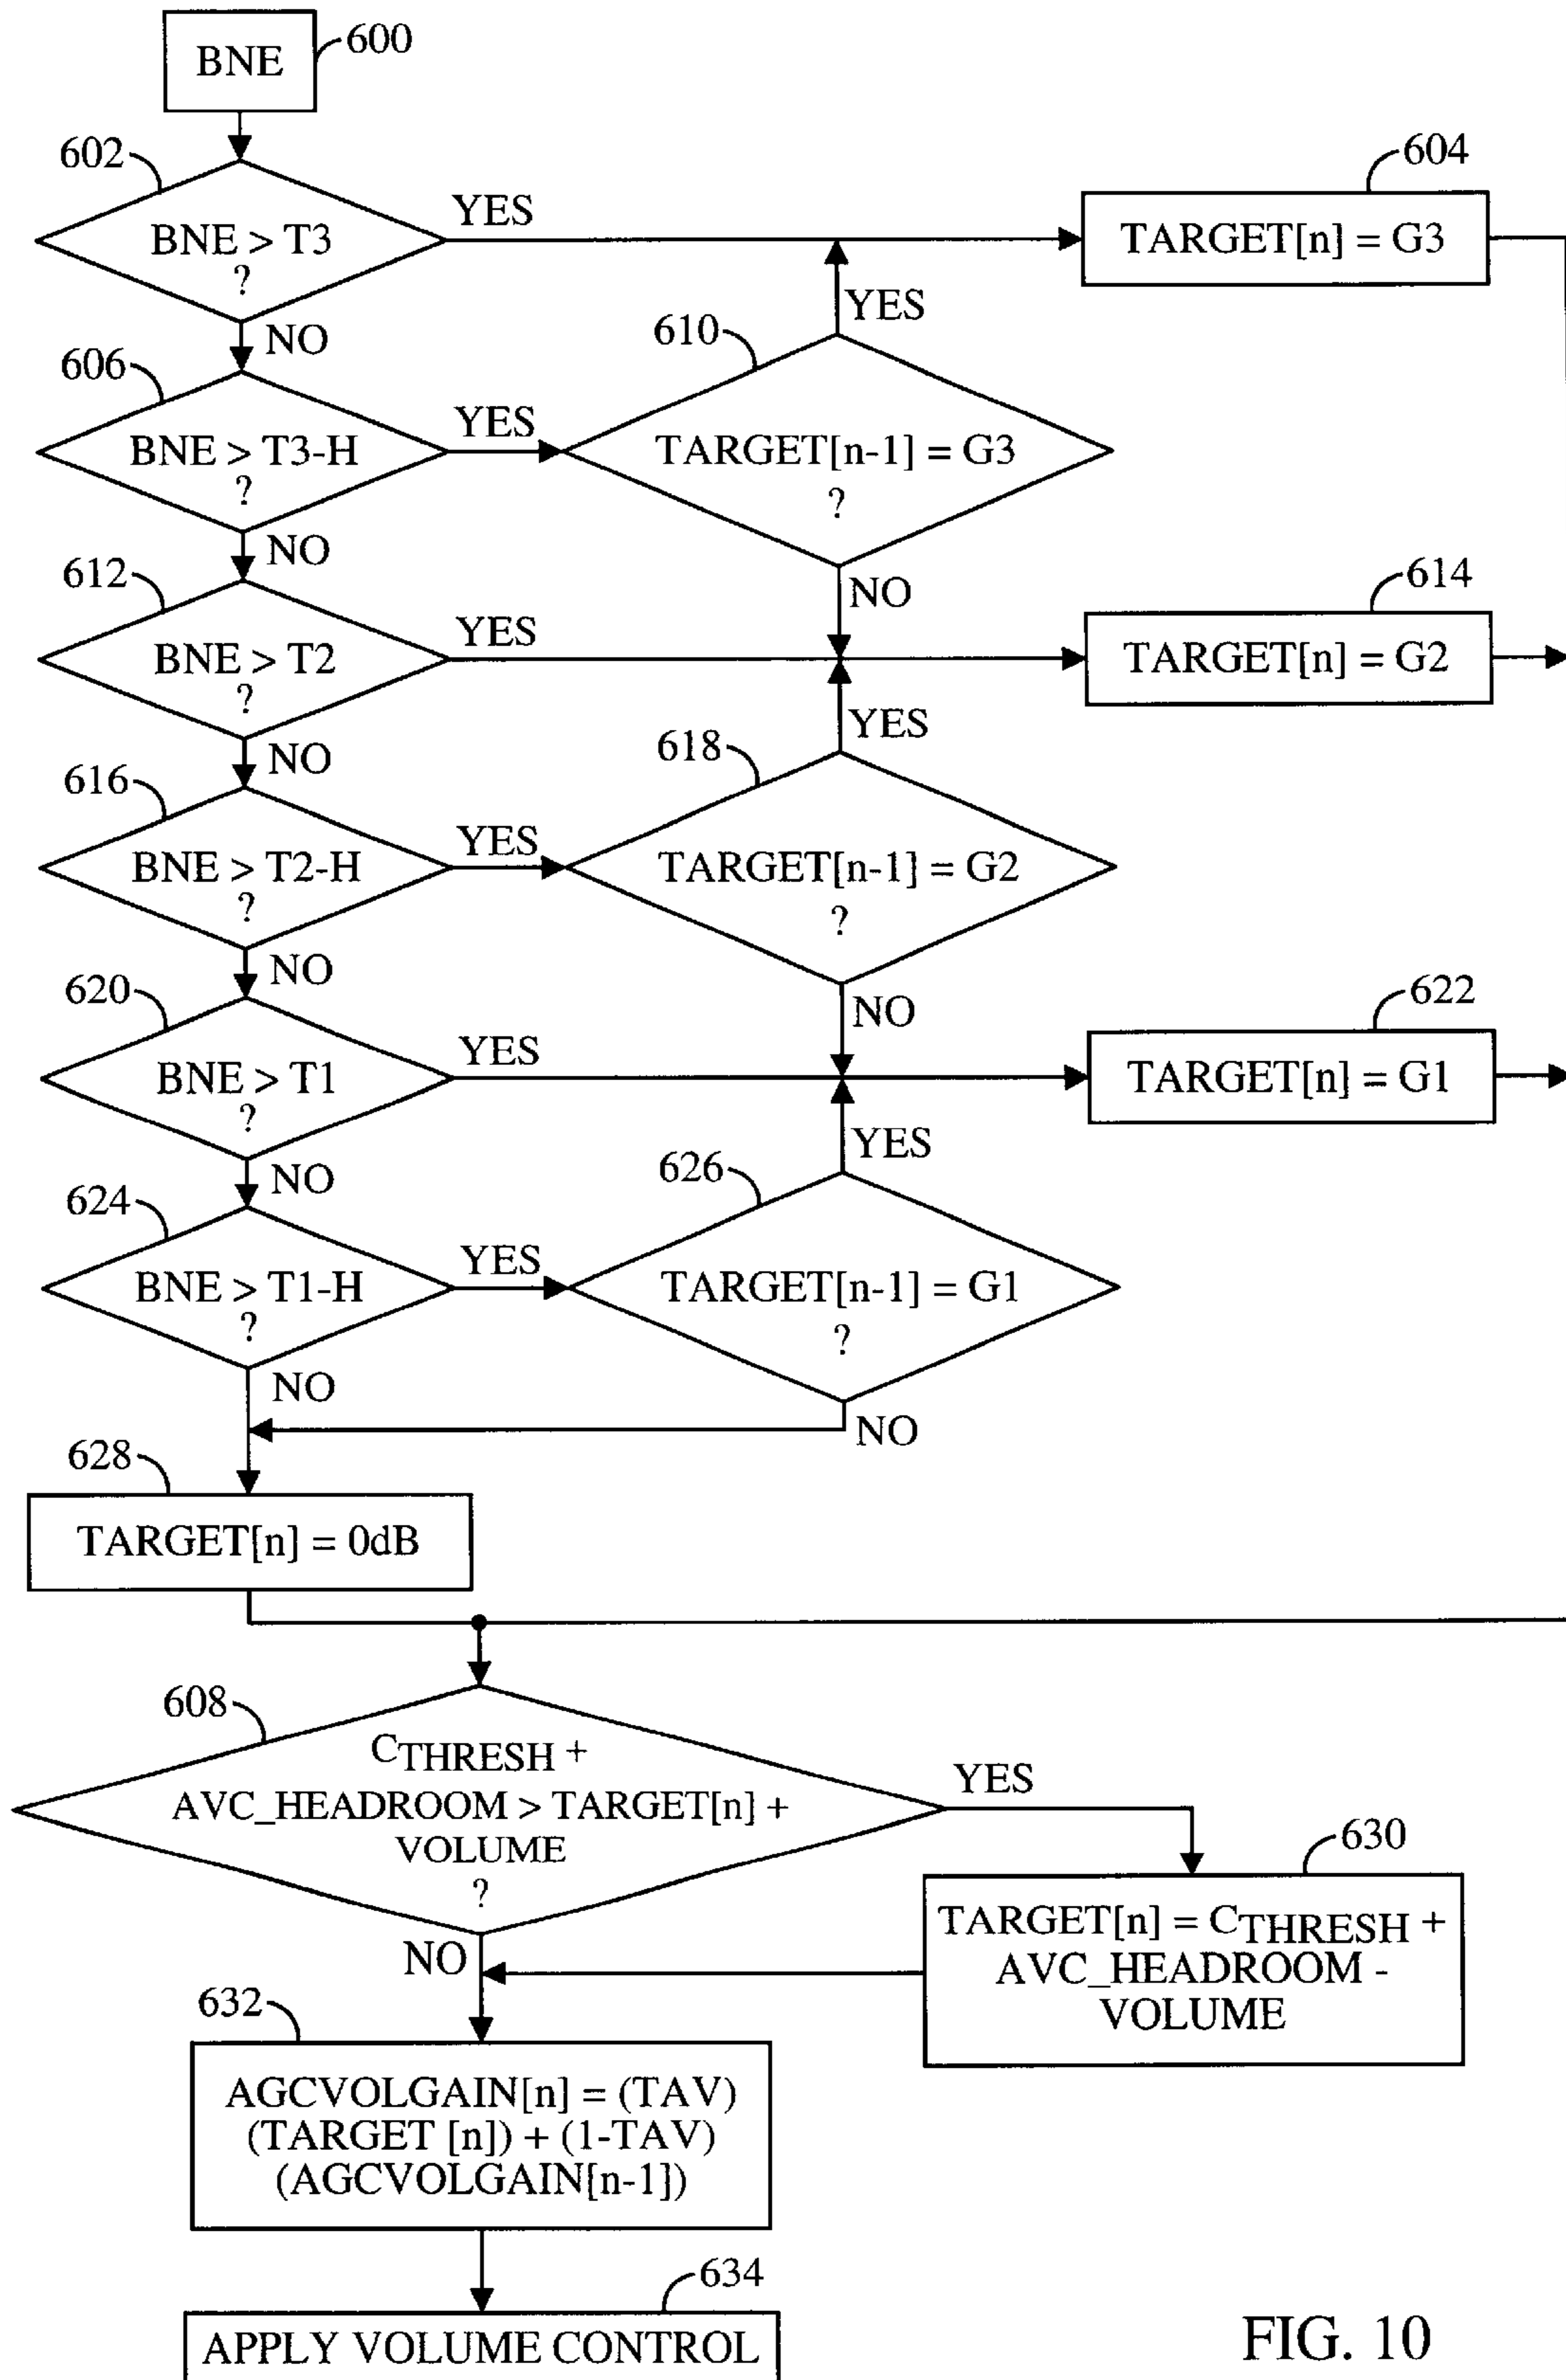 BNE
600
602
604
YES
BNE > T3
?
TARGET[n] = G3
YES
NO
610
606
YES
BNE > T3-H
?
TARGET[n-1] = G3
?
NO
612
NO
614
YES
BNE > T2
?
TARGET[n] = G2
YES
NO
618
616
YES
BNE > T2-H
?
TARGET[n-1] = G2
?
NO
620
NO
622
YES
BNE > T1
?
TARGET[n] = G1
YES
NO
626
624
YES
BNE > T1-H
?
TARGET[n-1] = G1
?
NO
NO
628
TARGET[n] = 0dB
608
CTHRESH +
AVC_HEADROOM > TARGET[n] +
VOLUME
?
YES
630
NO
TARGET[n] = CTHRESH +
AVC_HEADROOM -
VOLUME
632
AGCVOLGAIN[n] = (TAV)
(TARGET [n]) + (1-TAV)
(AGCVOLGAIN[n-1])
634
APPLY VOLUME CONTROL
FIG. 10